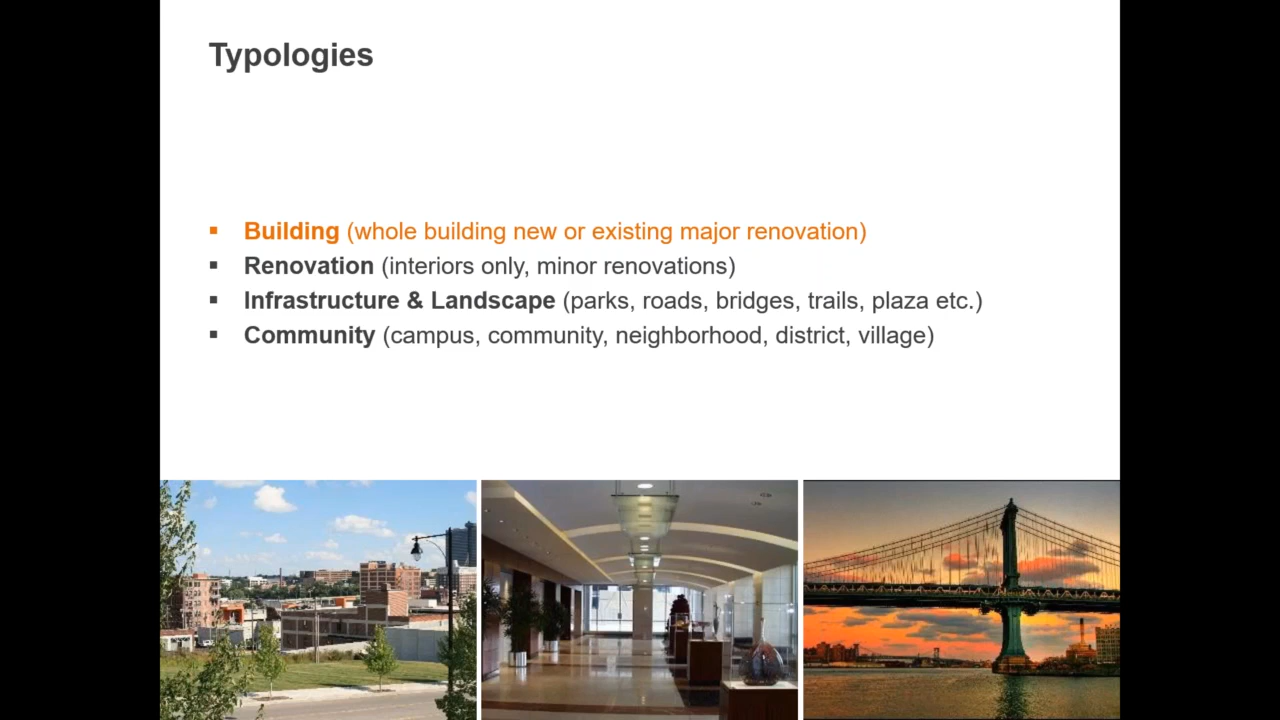 Typologies
▪ Building (whole building new or existing major renovation)
▪ Renovation (interiors only, minor renovations)
▪ Infrastructure & Landscape (parks, roads, bridges, trails, plaza etc.)
▪ Community (campus, community, neighborhood, district, village)